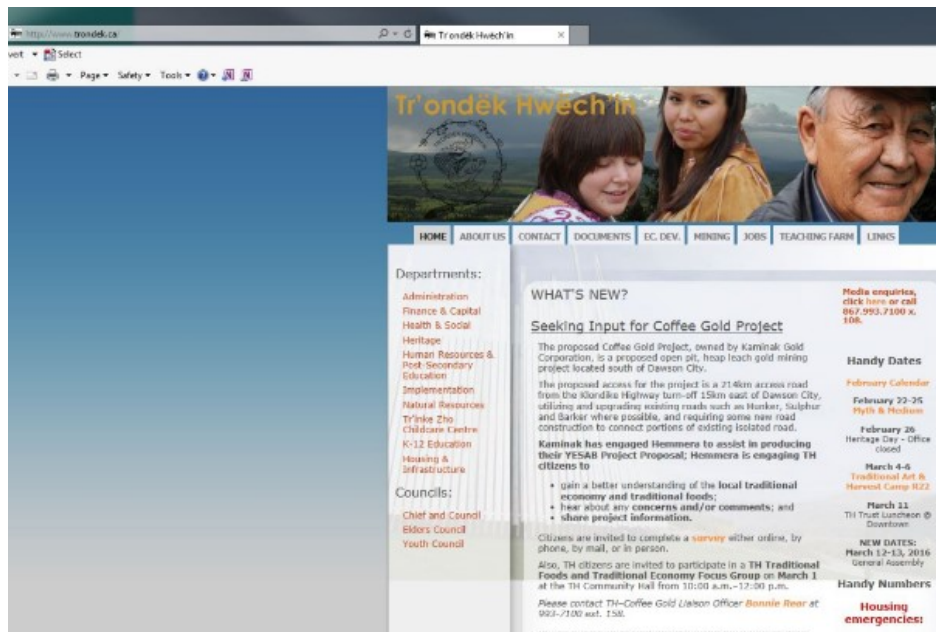 http://www.trondek.ca/
Tr'ondëk Hwëch'in
Select
Page Safety Tools
Tr'ondëk Hwëch'in
HOME ABOUT US CONTACT DOCUMENTS EC. DEV. MINING JOBS TEACHING FARM LINKS
Departments:
Administration
Finance & Capital
Health & Social
Heritage
Human Resources &
Post-Secondary
Education
Implementation
Natural Resources
Tr'inke Zho
Childcare Centre
K-12 Education
Housing &
Infrastructure
Councils:
Chief and Council
Elders Council
Youth Council
WHAT'S NEW?
Seeking Input for Coffee Gold Project
The proposed Coffee Gold Project, owned by Kaminak Gold
Corporation, is a proposed open pit, heap leach gold mining
project located south of Dawson City.
The proposed access for the project is a 214km access road
from the Klondike Highway turn-off 15km east of Dawson City,
utilizing and upgrading existing roads such as Hunker, Sulphur
and Barker where possible, and requiring some new road
construction to connect portions of existing isolated road.
Kaminak has engaged Hemmera to assist in producing
their YESAB Project Proposal; Hemmera is engaging TH
citizens to
• gain a better understanding of the local traditional
economy and traditional foods;
• hear about any concerns and/or comments; and
• share project information.
Citizens are invited to complete a survey either online, by
phone, by mail, or in person.
Also, TH citizens are invited to participate in a TH Traditional
Foods and Traditional Economy Focus Group on March 1
at the TH Community Hall from 10:00 a.m.–12:00 p.m.
Please contact TH–Coffee Gold Liaison Officer Bonnie Rear at
993-7100 ext. 158.
Media enquiries,
click here or call
867.993.7100 x.
108.
Handy Dates
February Calendar
February 22-25
Myth & Medium
February 26
Heritage Day - Office
closed
March 4-6
Traditional Art &
Harvest Camp R22
March 11
TH Trust Luncheon @
Downtown
NEW DATES:
March 12-13, 2016
General Assembly
Handy Numbers
Housing
emergencies: